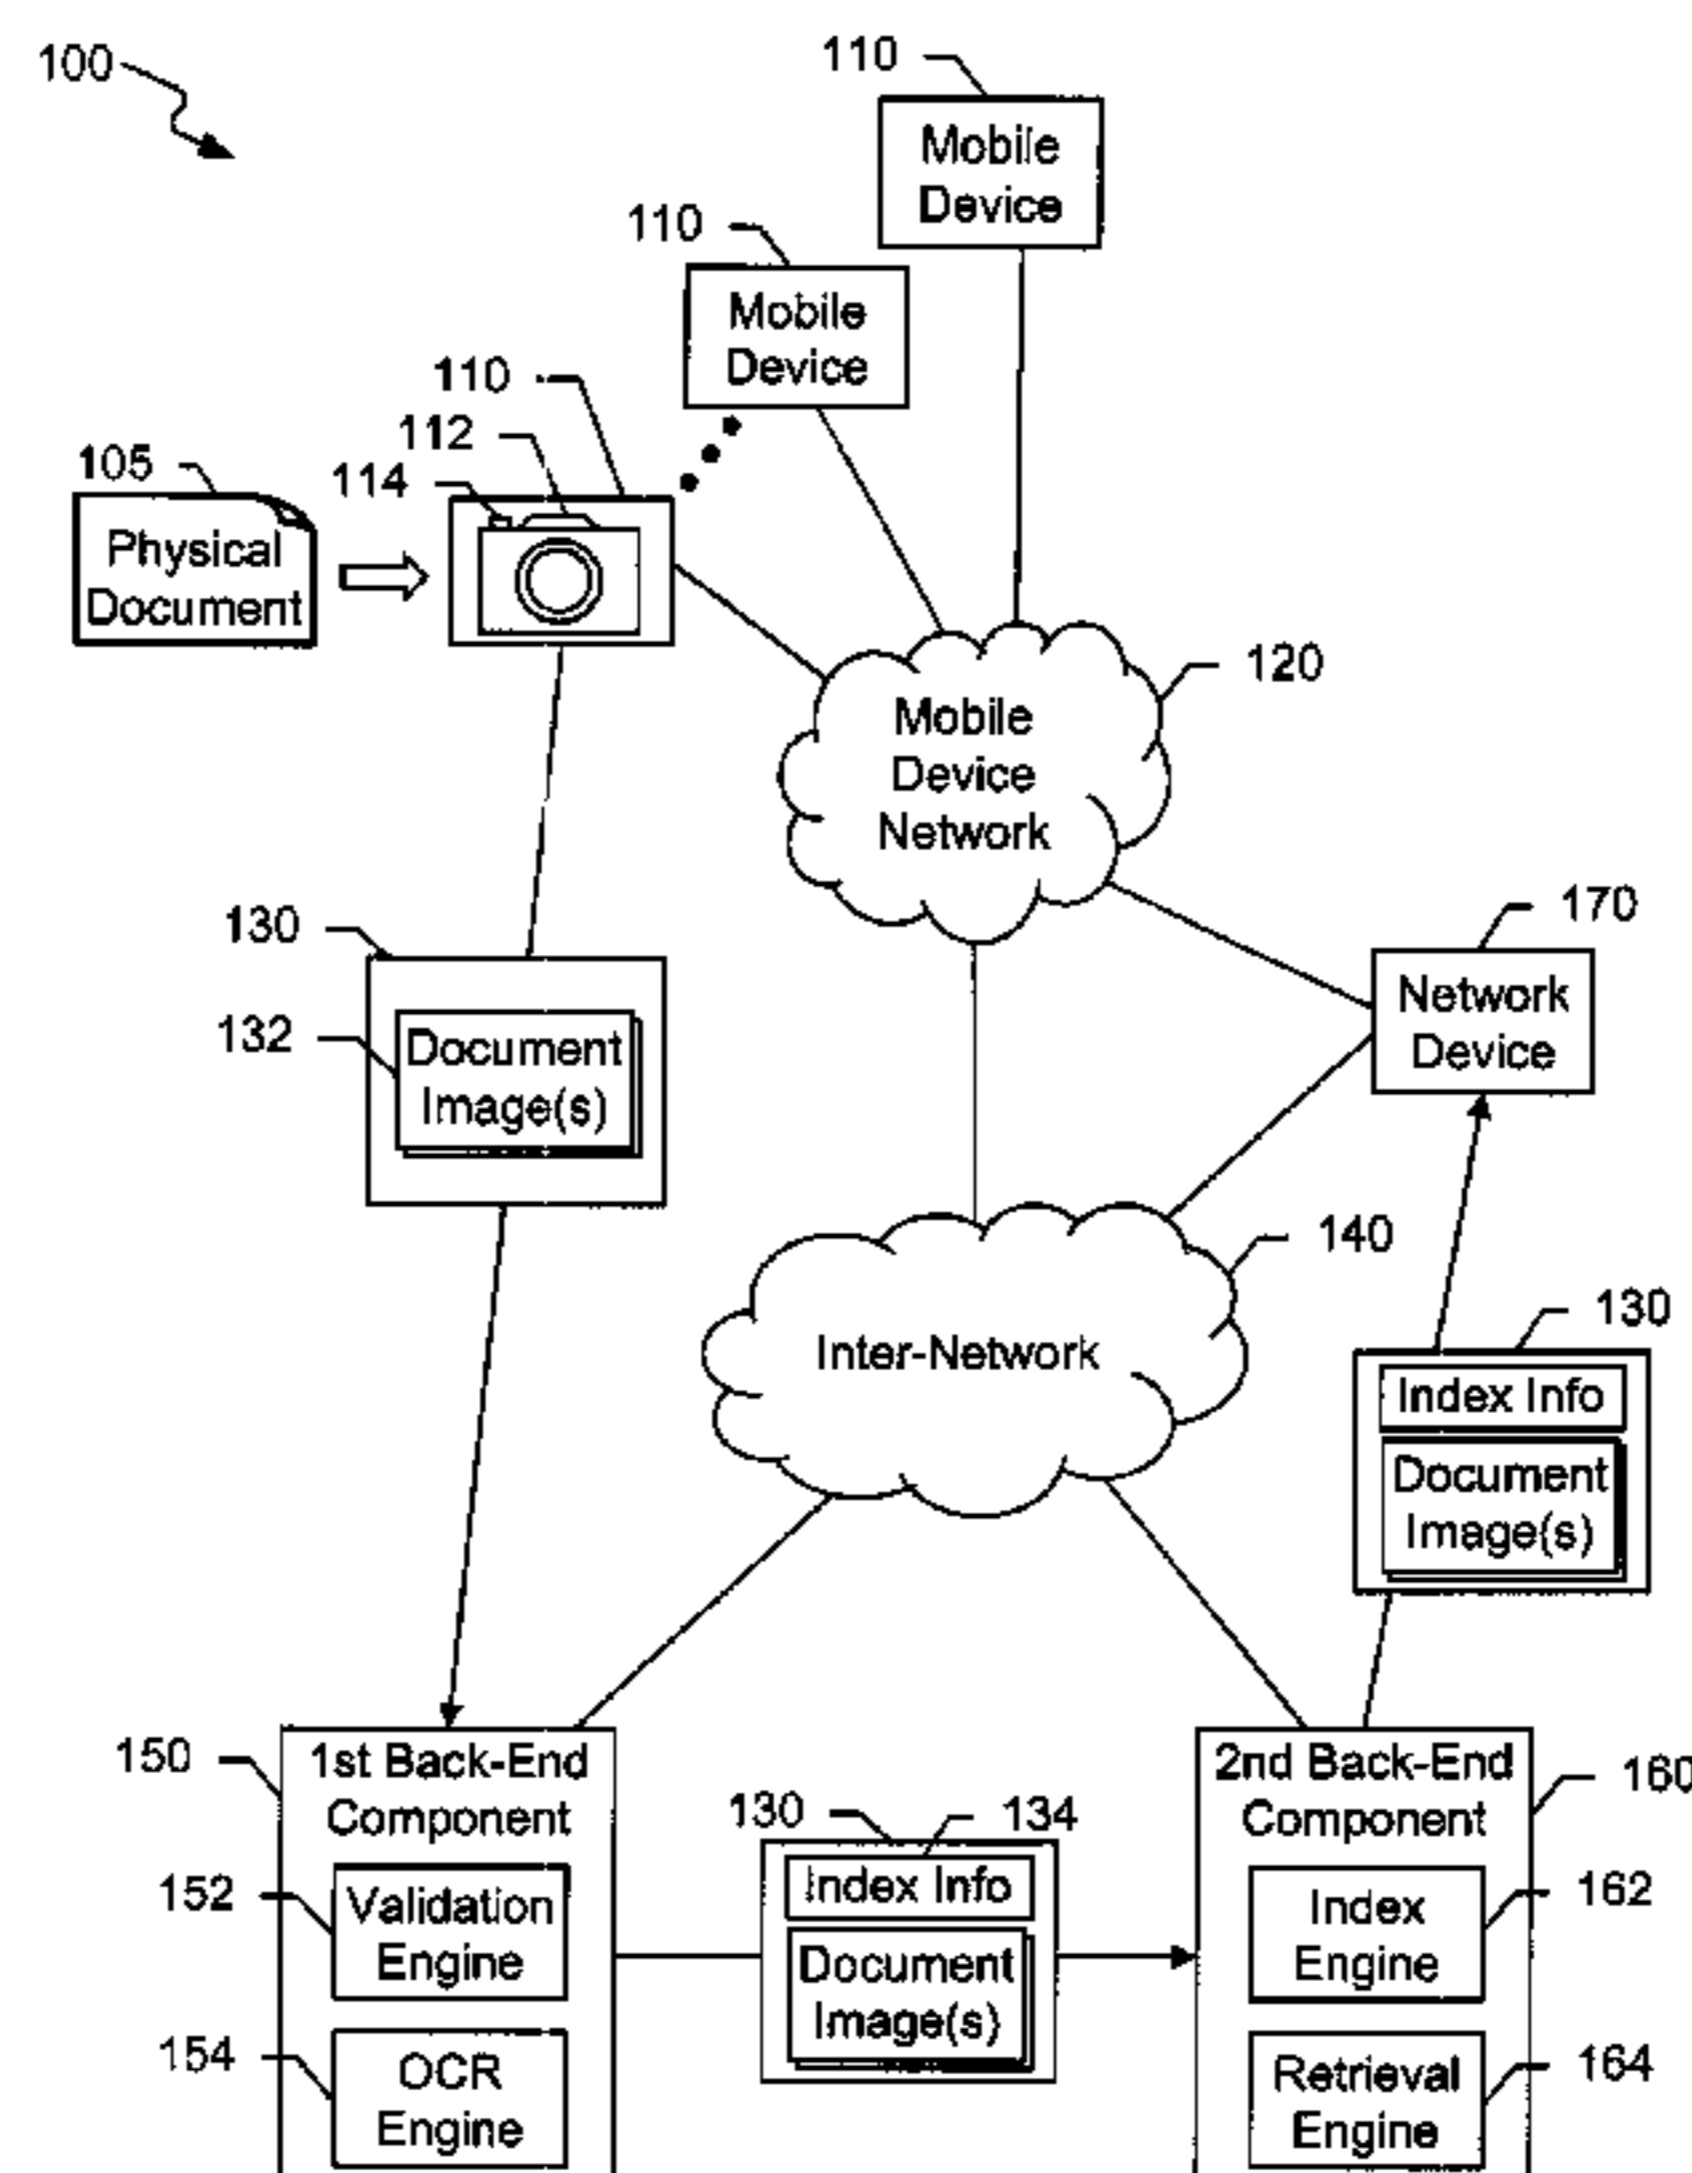 100
110
Mobile
Device
110
Mobile
Device
110
112
114
105
Physical
Document
120
Mobile
Device
Network
130
132
Document
Image(s)
170
Network
Device
140
Inter-Network
130
Index Info
Document
Image(s)
150
1st Back-End
Component
152
Validation
Engine
154
OCR
Engine
130
134
Index Info
Document
Image(s)
160
2nd Back-End
Component
162
Index
Engine
164
Retrieval
Engine